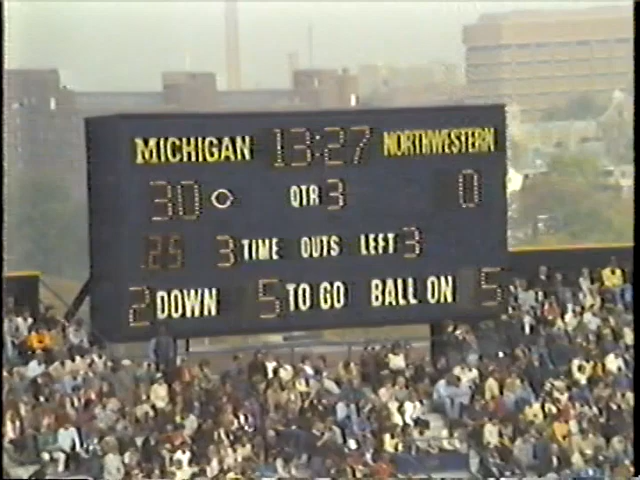 MICHIGAN 13:27 NORTHWESTERN
30 QTR 3 0
25 3 TIME OUTS LEFT 3
2 DOWN 5 TO GO BALL ON 5